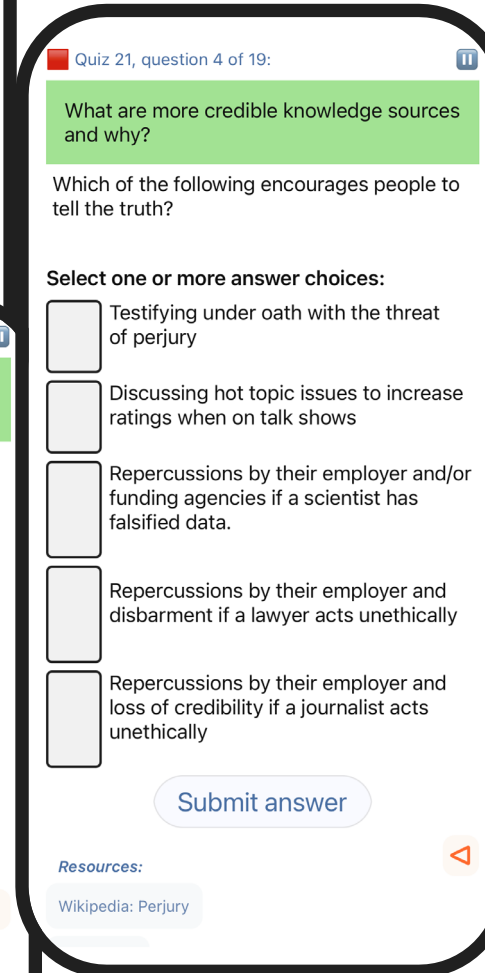 Quiz 21, question 4 of 19:
What are more credible knowledge sources
and why?
Which of the following encourages people to
tell the truth?
Select one or more answer choices:
Testifying under oath with the threat
of perjury
Discussing hot topic issues to increase
ratings when on talk shows
Repercussions by their employer and/or
funding agencies if a scientist has
falsified data.
Repercussions by their employer and
disbarment if a lawyer acts unethically
Repercussions by their employer and
loss of credibility if a journalist acts
unethically
Submit answer
Resources:
Wikipedia: Perjury